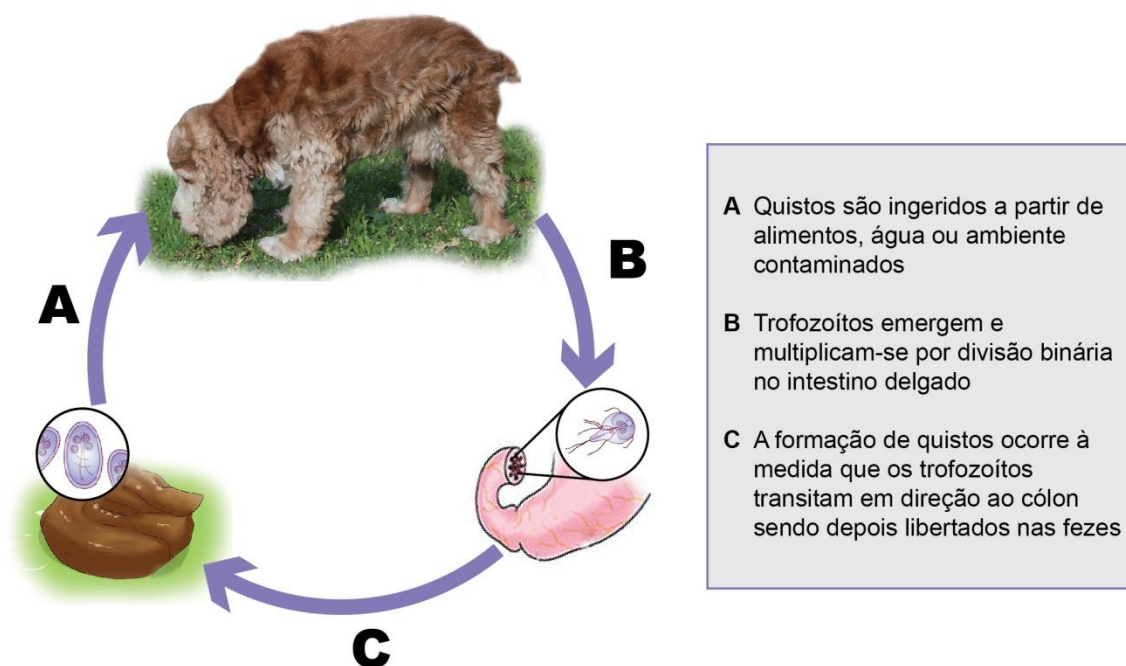 A
B
C
A Quistos são ingeridos a partir de
alimentos, água ou ambiente
contaminados
B Trofozoítos emergem e
multiplicam-se por divisão binária
no intestino delgado
C A formação de quistos ocorre à
medida que os trofozoítos
transitam em direção ao cólon
sendo depois libertados nas fezes